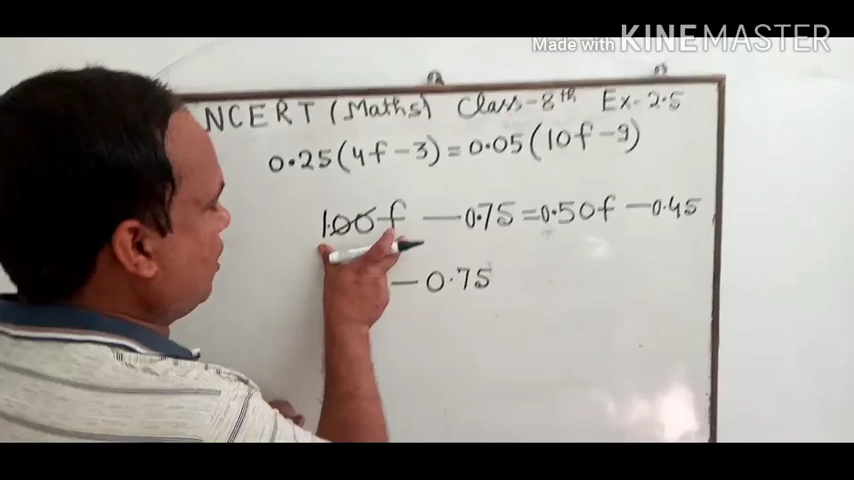 Made with KINEMASTER
NCERT (Maths) Class-8th Ex-2.5
0.25(4f-3)=0.05(10f-9)
1.00f -0.75=0.50f -0.45
-0.75